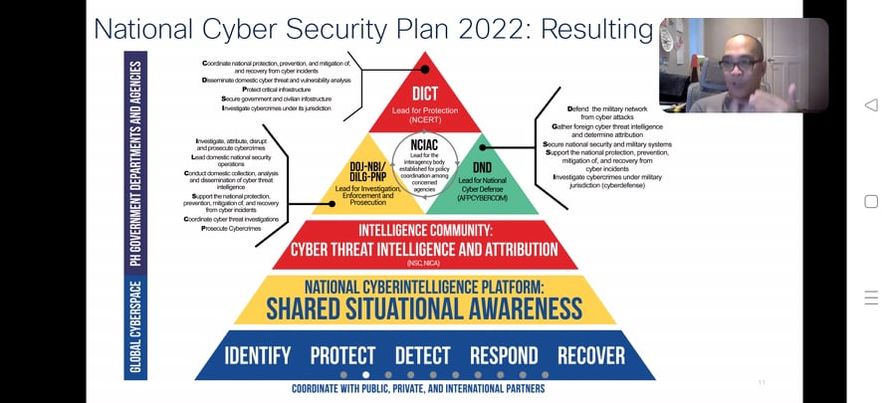 National Cyber Security Plan 2022: Resulting
PH GOVERNMENT DEPARTMENTS AND AGENCIES
GLOBAL CYBERSPACE
Coordinate national protection, prevention, and mitigation of,
and recovery from cyber incidents
Disseminate domestic cyber threat and vulnerability analysis
Protect critical infrastructure
Secure government and civilian infrastructure
Investigate cybercrimes under its jurisdiction
DICT
Lead for Protection
(NCERT)
Investigate, attribute, disrupt
and prosecute cybercrimes
Lead domestic national security
operations
Conduct domestic collection, analysis
and dissemination of cyber threat
intelligence
Support the national protection,
prevention, mitigation of, and recovery
from cyber incidents
Coordinate cyber threat investigations
Prosecute Cybercrimes
DOJ-NBI/
DILG-PNP
Lead for Investigation,
Enforcement and
Prosecution
NCIAC
Lead for the
interagency body
established for policy
coordination among
concerned
agencies
DND
Lead for National
Cyber Defense
(AFPCYBERCOM)
Defend the military network
from cyber attacks
Gather foreign cyber threat intelligence
and determine attribution
Secure national security and military systems
Support the national protection, prevention,
mitigation of, and recovery from
cyber incidents
Investigate cybercrimes under military
jurisdiction (cyberdefense)
INTELLIGENCE COMMUNITY:
CYBER THREAT INTELLIGENCE AND ATTRIBUTION
(NSC, NICA)
NATIONAL CYBERINTELLIGENCE PLATFORM:
SHARED SITUATIONAL AWARENESS
IDENTIFY PROTECT DETECT RESPOND RECOVER
COORDINATE WITH PUBLIC, PRIVATE, AND INTERNATIONAL PARTNERS
11